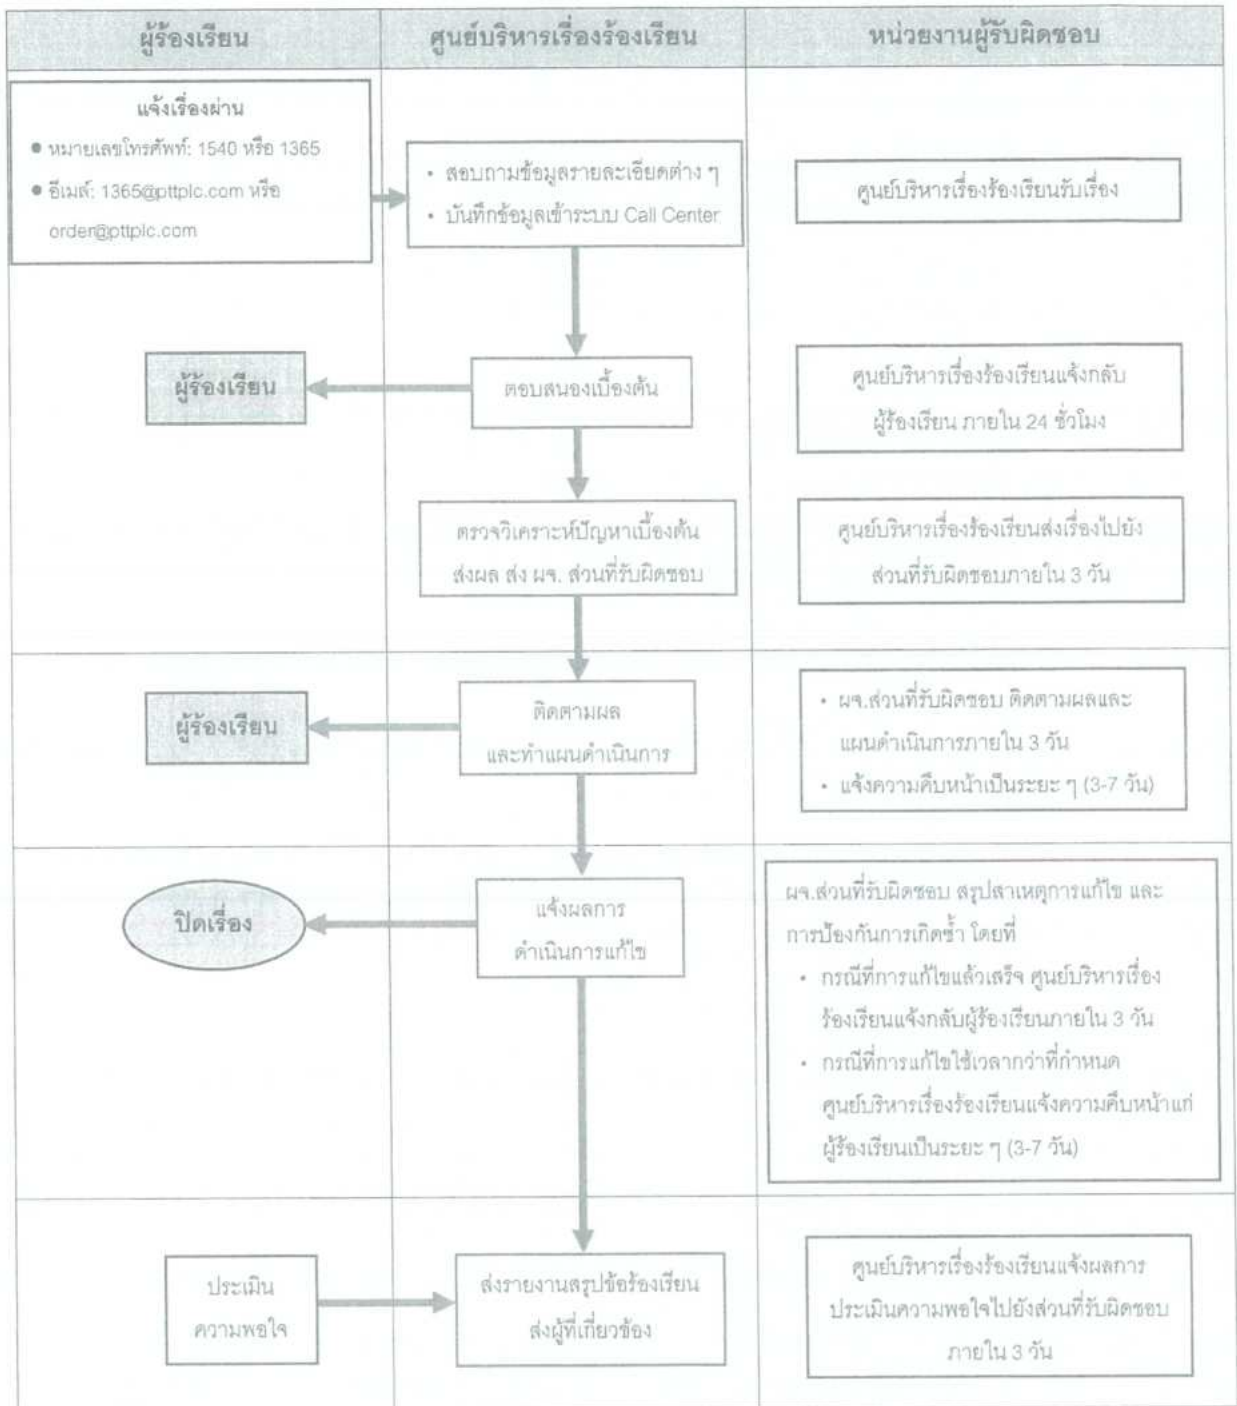 ผู้ร้องเรียน
ศูนย์บริหารเรื่องร้องเรียน
หน่วยงานผู้รับผิดชอบ
แจ้งเรื่องผ่าน
● หมายเลขโทรศัพท์: 1540 หรือ 1365
● อีเมล์: 1365@pttplc.com หรือ
order@pttplc.com
• สอบถามข้อมูลรายละเอียดต่าง ๆ
• บันทึกข้อมูลเข้าระบบ Call Center
ศูนย์บริหารเรื่องร้องเรียนรับเรื่อง
ผู้ร้องเรียน
ตอบสนองเบื้องต้น
ศูนย์บริหารเรื่องร้องเรียนแจ้งกลับ
ผู้ร้องเรียน ภายใน 24 ชั่วโมง
ตรวจวิเคราะห์ปัญหาเบื้องต้น
ส่งผล ส่ง ผจ. ส่วนที่รับผิดชอบ
ศูนย์บริหารเรื่องร้องเรียนส่งเรื่องไปยัง
ส่วนที่รับผิดชอบภายใน 3 วัน
ผู้ร้องเรียน
ติดตามผล
และทำแผนดำเนินการ
• ผจ.ส่วนที่รับผิดชอบ ติดตามผลและ
แผนดำเนินการภายใน 3 วัน
• แจ้งความคืบหน้าเป็นระยะ ๆ (3-7 วัน)
ปิดเรื่อง
แจ้งผลการ
ดำเนินการแก้ไข
ผจ.ส่วนที่รับผิดชอบ สรุปสาเหตุการแก้ไข และ
การป้องกันการเกิดซ้ำ โดยที่
• กรณีที่การแก้ไขแล้วเสร็จ ศูนย์บริหารเรื่อง
ร้องเรียนแจ้งกลับผู้ร้องเรียนภายใน 3 วัน
• กรณีที่การแก้ไขใช้เวลากว่าที่กำหนด
ศูนย์บริหารเรื่องร้องเรียนแจ้งความคืบหน้าแก่
ผู้ร้องเรียนเป็นระยะ ๆ (3-7 วัน)
ประเมิน
ความพอใจ
ส่งรายงานสรุปข้อร้องเรียน
ส่งผู้ที่เกี่ยวข้อง
ศูนย์บริหารเรื่องร้องเรียนแจ้งผลการ
ประเมินความพอใจไปยังส่วนที่รับผิดชอบ
ภายใน 3 วัน